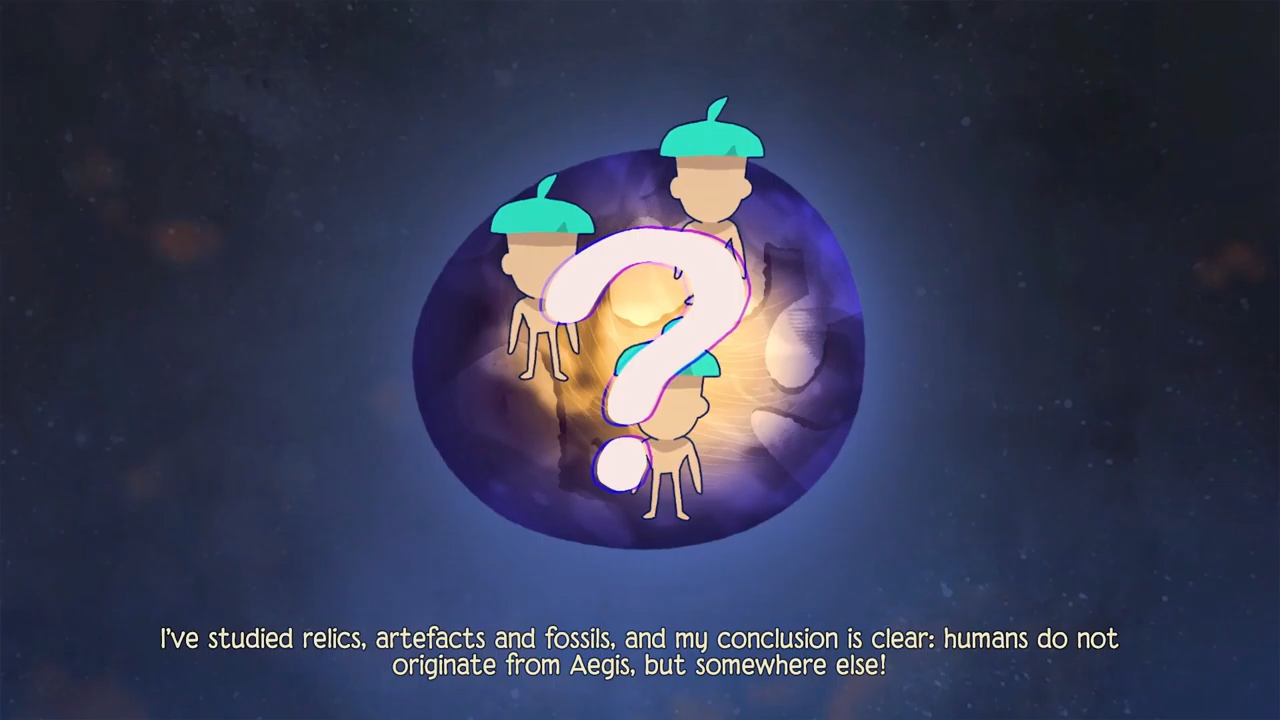 I've studied relics, artefacts and fossils, and my conclusion is clear: humans do not
originate from Aegis, but somewhere else!